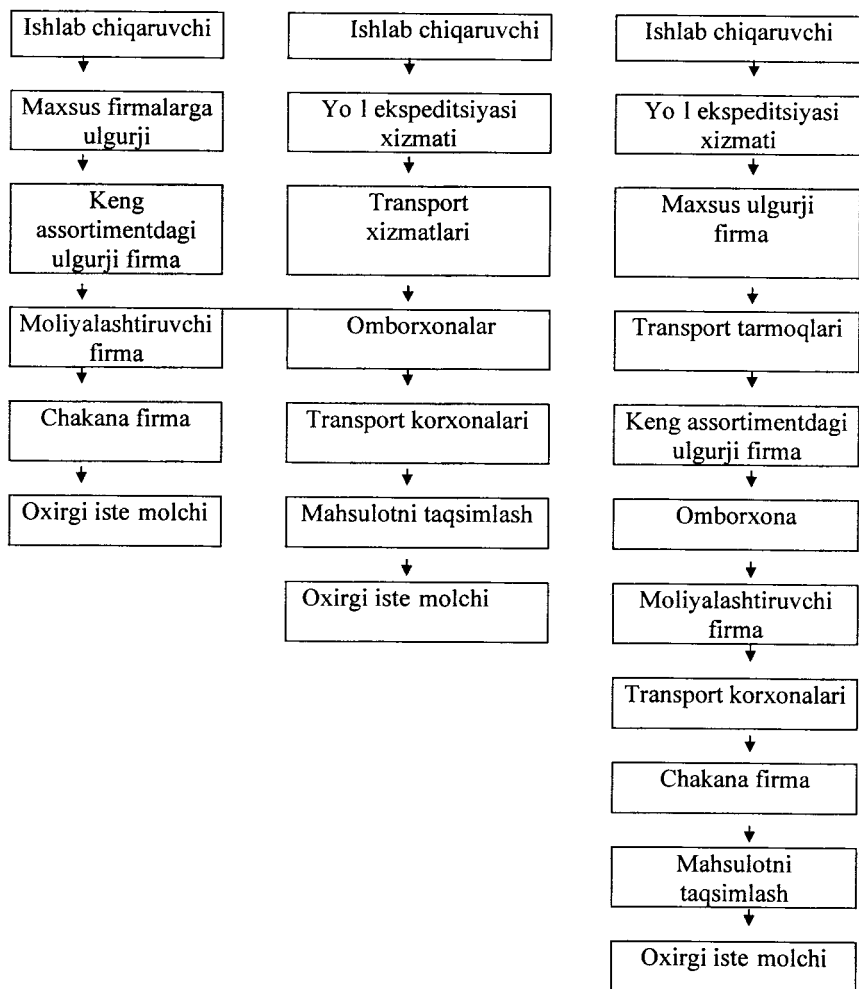 Ishlab chiqaruvchi
Maxsus firmalarga
ulgurji
Keng
assortimentdagi
ulgurji firma
Moliyalashtiruvchi
firma
Chakana firma
Oxirgi iste molchi
Ishlab chiqaruvchi
Yo l ekspeditsiyasi
xizmati
Transport
xizmatlari
Omborxonalar
Transport korxonalari
Mahsulotni taqsimlash
Oxirgi iste molchi
Ishlab chiqaruvchi
Yo l ekspeditsiyasi
xizmati
Maxsus ulgurji
firma
Transport tarmoqlari
Keng assortimentdagi
ulgurji firma
Omborxona
Moliyalashtiruvchi
firma
Transport korxonalari
Chakana firma
Mahsulotni
taqsimlash
Oxirgi iste molchi